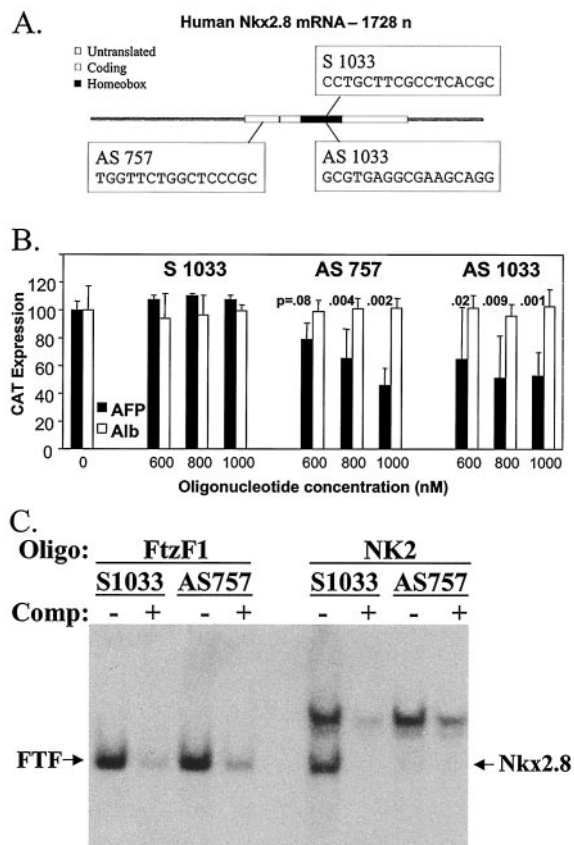 A.
Human Nkx2.8 mRNA – 1728 n
Untranslated
Coding
Homeobox
S 1033
CCTGCTTCGCCTCACGC
AS 757
TGGTTCTGGCTCCCGC
AS 1033
GCGTGAGGCGAAGCAGG
B.
S 1033 AS 757 AS 1033
p=.08 .004 .002 .02 .009 .001
CAT Expression
120
100
80
60
40
20
0
AFP
Alb
0 600 800 1000 600 800 1000 600 800 1000
Oligonucleotide concentration (nM)
C.
Oligo: FtzF1 NK2
S1033 AS757 S1033 AS757
Comp: - + - + - + - +
FTF
Nkx2.8